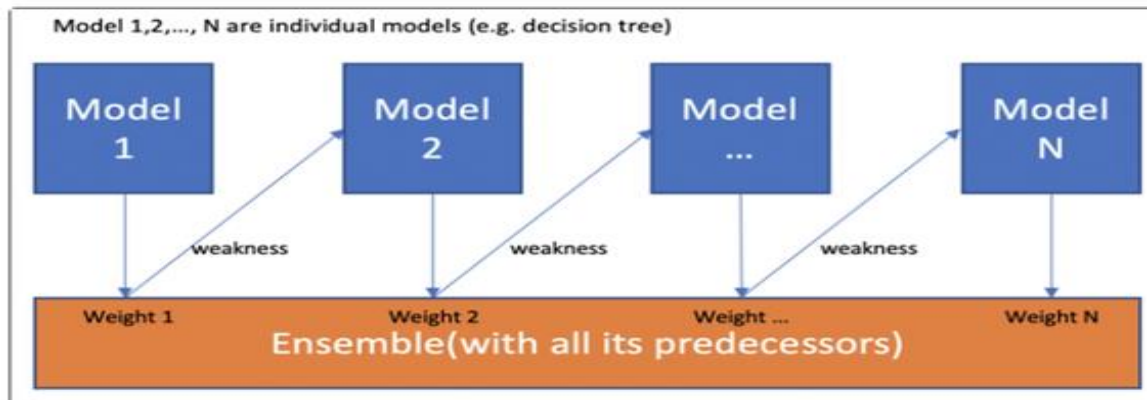 Model 1,2,..., N are individual models (e.g. decision tree)
Model
1
Model
2
Model
...
Model
N
weakness
weakness
weakness
Weight 1
Weight 2
Weight ...
Weight N
Ensemble(with all its predecessors)